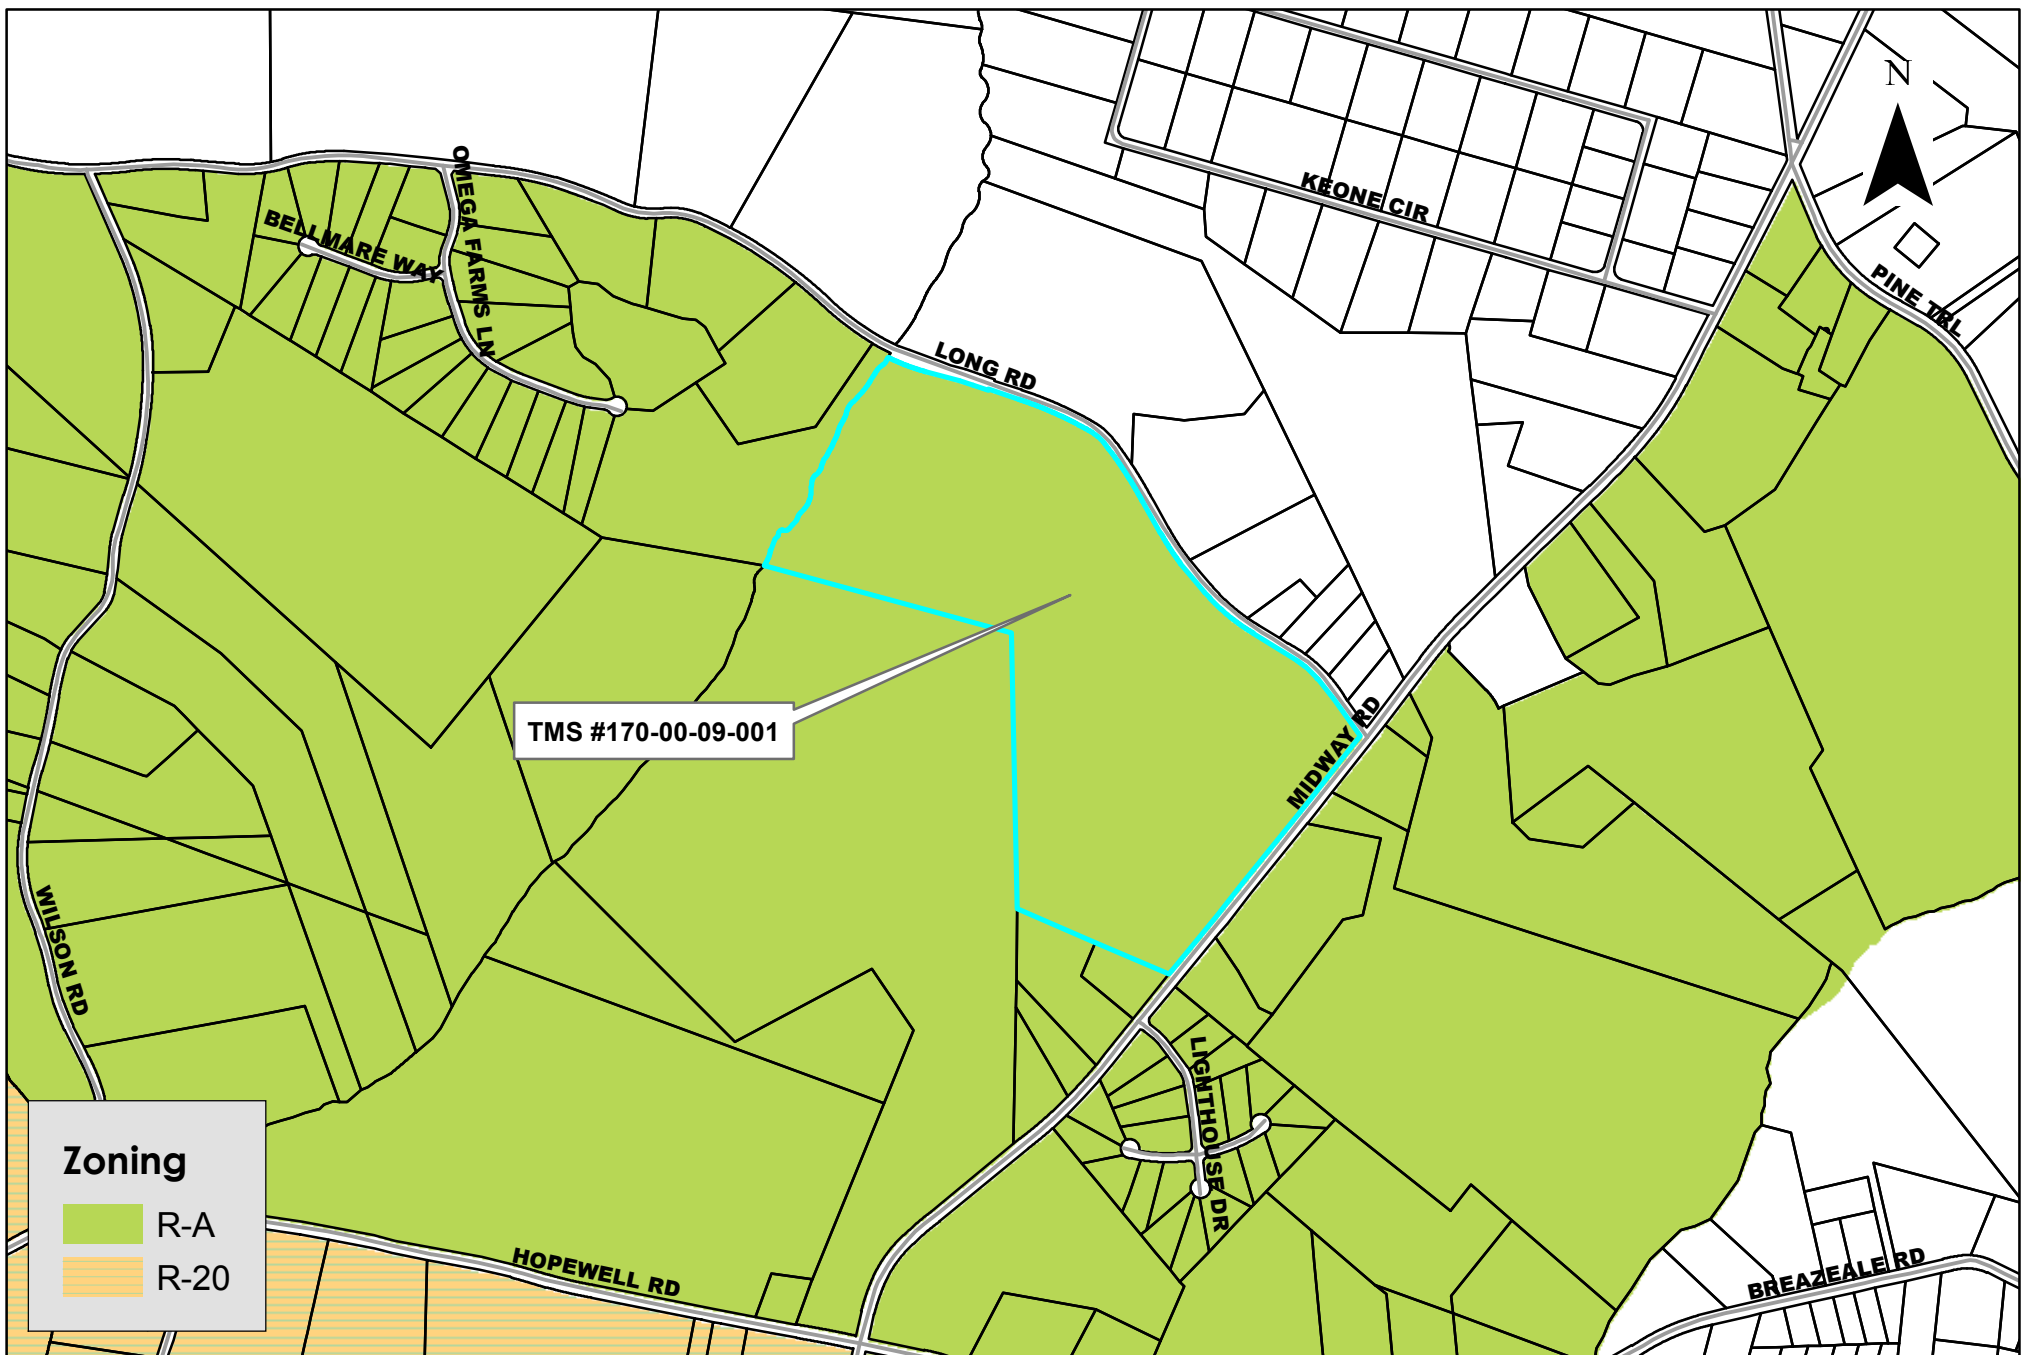 N
OMEGA FARMS LN
BELLMARE WAY
KEONE CIR
PINE TRL
LONG RD
TMS #170-00-09-001
MIDWAY RD
WILSON RD
LIGHTHOUSE DR
HOPEWELL RD
BREAZEALE RD
Zoning
R-A
R-20